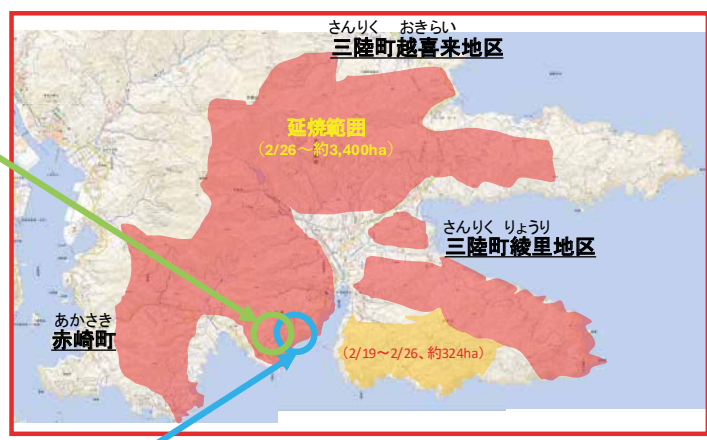 さんりく おきらい
三陸町越喜来地区
延焼範囲
（2/26～約3,400ha）
さんりく りょうり
三陸町綾里地区
あかさき
赤崎町
（2/19～2/26、約324ha）